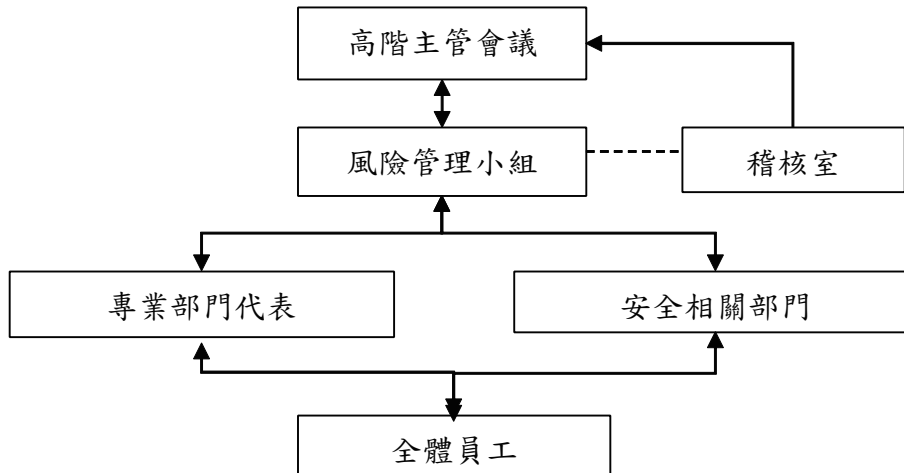 高階主管會議
風險管理小組
稽核室
專業部門代表
安全相關部門
全體員工